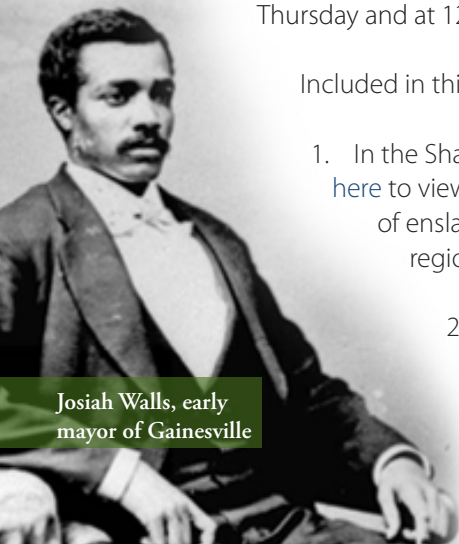 Thursday and at 12
Included in thi
1. In the Sha
here to view
of ensla
regio
2
Josiah Walls, early
mayor of Gainesville